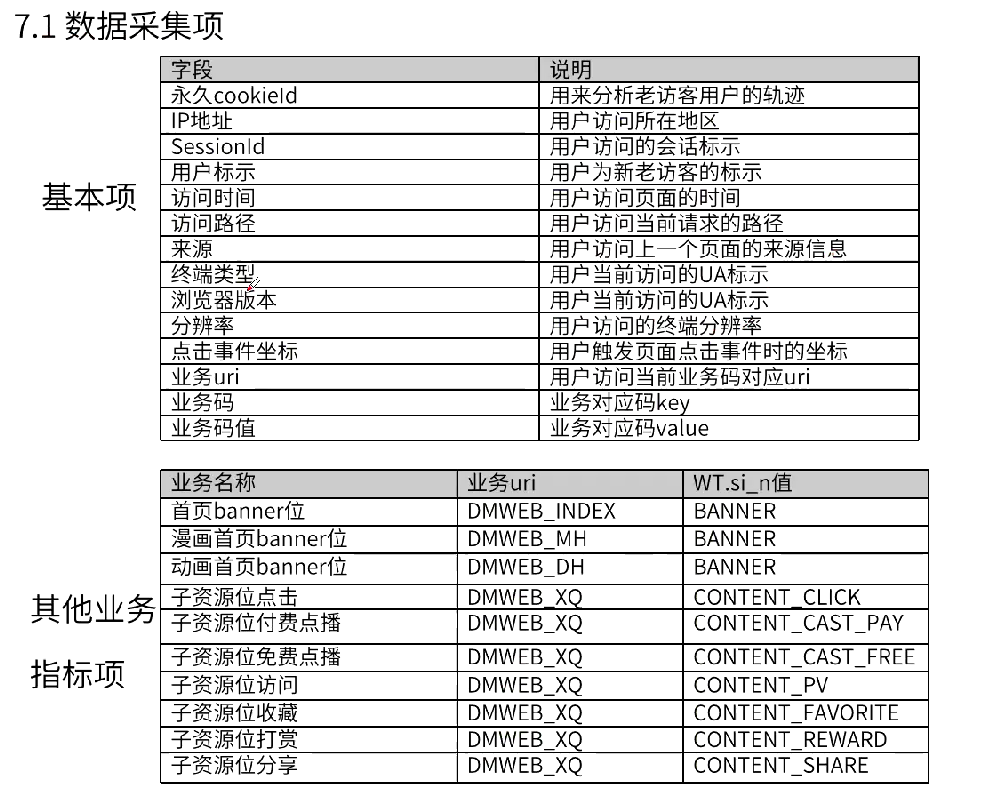 7.1 数据采集项
字段 说明
永久cookieId 用来分析老访客用户的轨迹
IP地址 用户访问所在地区
SessionId 用户访问的会话标示
用户标示 用户为新老访客的标示
基本项
访问时间 用户访问页面的时间
访问路径 用户访问当前请求的路径
来源 用户访问上一个页面的来源信息
终端类型 用户当前访问的UA标示
浏览器版本 用户当前访问的UA标示
分辨率 用户访问的终端分辨率
点击事件坐标 用户触发页面点击事件时的坐标
业务uri 用户访问当前业务码对应uri
业务码 业务对应码key
业务码值 业务对应码value
业务名称 业务uri WT.si_n值
首页banner位 DMWEB_INDEX BANNER
漫画首页banner位 DMWEB_MH BANNER
动画首页banner位 DMWEB_DH BANNER
子资源位点击 DMWEB_XQ CONTENT_CLICK
其他业务
子资源位付费点播 DMWEB_XQ CONTENT_CAST_PAY
子资源位免费点播 DMWEB_XQ CONTENT_CAST_FREE
指标项
子资源位访问 DMWEB_XQ CONTENT_PV
子资源位收藏 DMWEB_XQ CONTENT_FAVORITE
子资源位打赏 DMWEB_XQ CONTENT_REWARD
子资源位分享 DMWEB_XQ CONTENT_SHARE